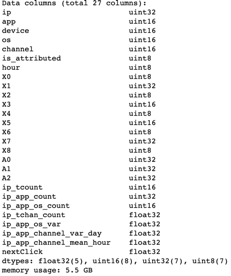 Data columns (total 27 columns):
ip uint32
app uint16
device uint16
os uint16
channel uint16
is_attributed uint8
hour uint8
X0 uint8
X1 uint32
X2 uint8
X3 uint16
X4 uint8
X5 uint16
X6 uint16
X7 uint32
X8 uint8
A0 uint32
A1 uint32
A2 uint32
ip_tcount uint16
ip_app_count uint32
ip_app_os_count uint16
ip_tchan_count float32
ip_app_os_var float32
ip_app_channel_var_day float32
ip_app_channel_mean_hour float32
nextClick float32
dtypes: float32(5), uint16(8), uint32(7), uint8(7)
memory usage: 5.5 GB